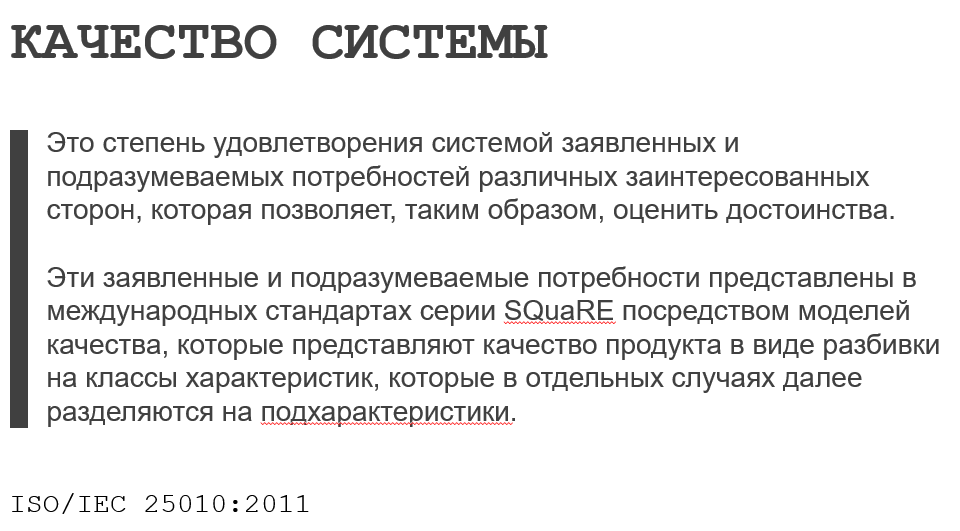 КАЧЕСТВО СИСТЕМЫ
Это степень удовлетворения системой заявленных и
подразумеваемых потребностей различных заинтересованных
сторон, которая позволяет, таким образом, оценить достоинства.
Эти заявленные и подразумеваемые потребности представлены в
международных стандартах серии SQuaRE посредством моделей
качества, которые представляют качество продукта в виде разбивки
на классы характеристик, которые в отдельных случаях далее
разделяются на подхарактеристики.
ISO/IEC 25010:2011